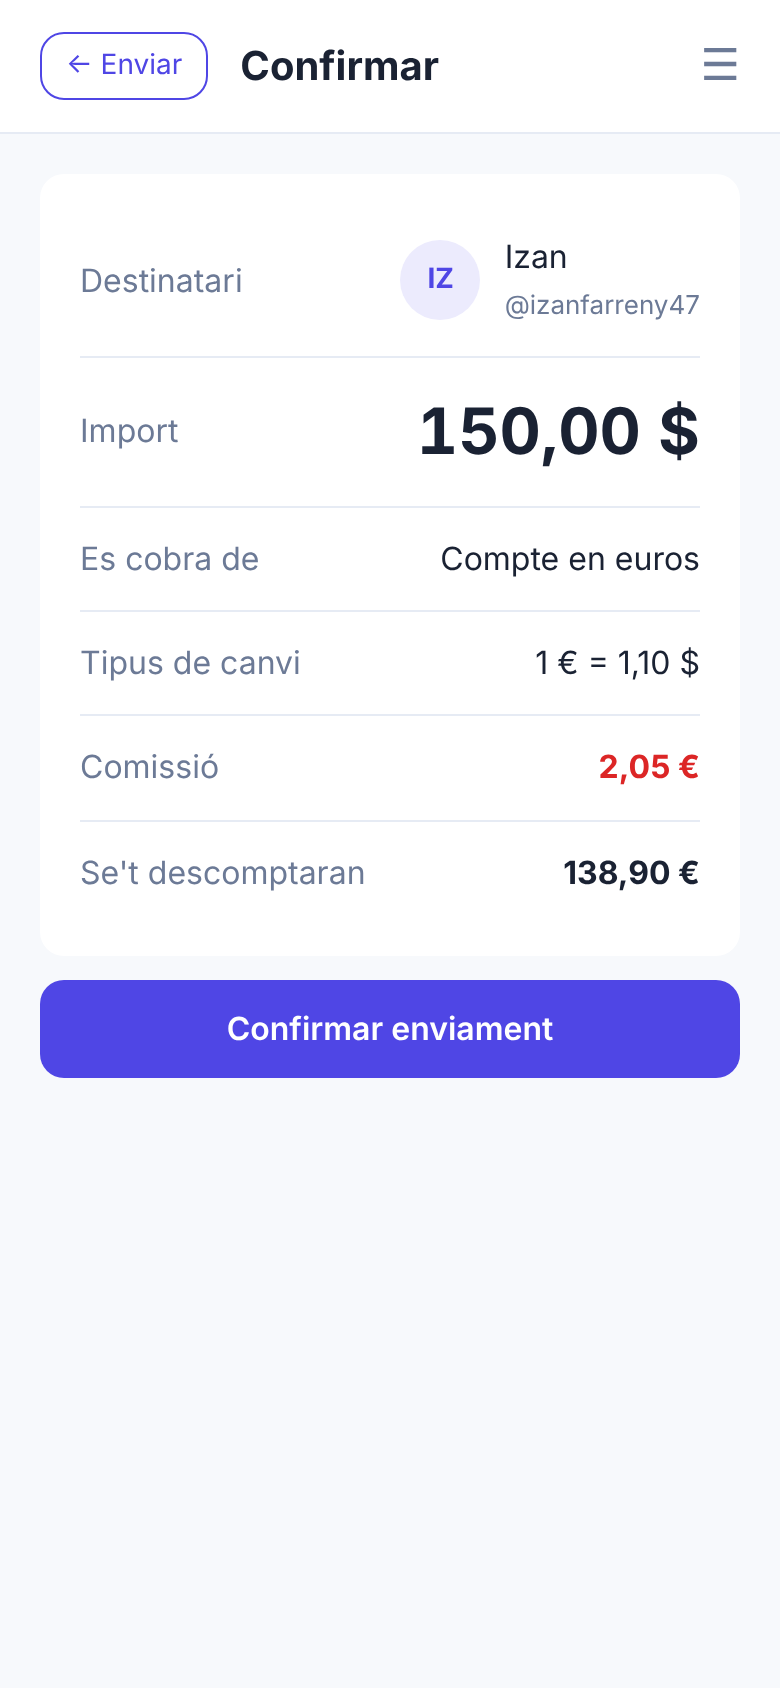 ← Enviar
Confirmar
☰
Destinatari
IZ
Izan
@izanfarreny47
Import
150,00 $
Es cobra de
Compte en euros
Tipus de canvi
1 € = 1,10 $
Comissió
2,05 €
Se't descomptaran
138,90 €
Confirmar enviament